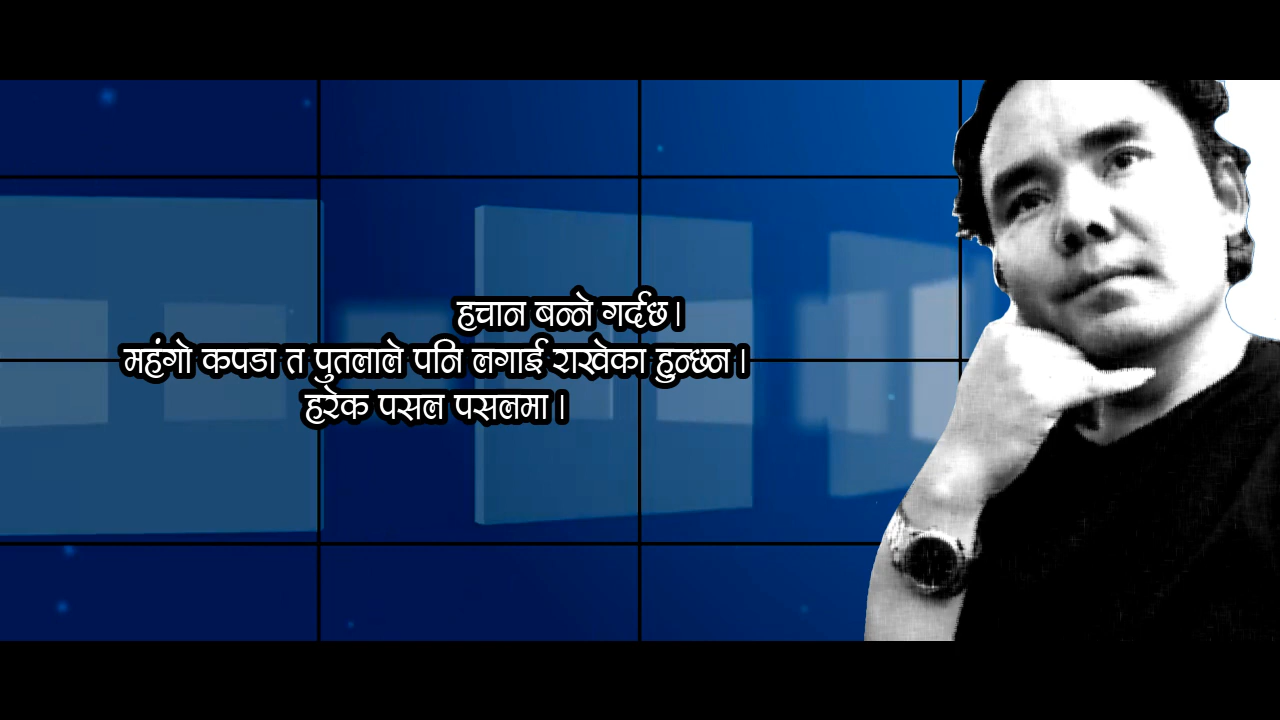 हचान बन्ने गर्दछ।
महंगो कपडा त पुतलाले पनि लगाई राखेका हुन्छन।
हरेक पसल पसलमा।